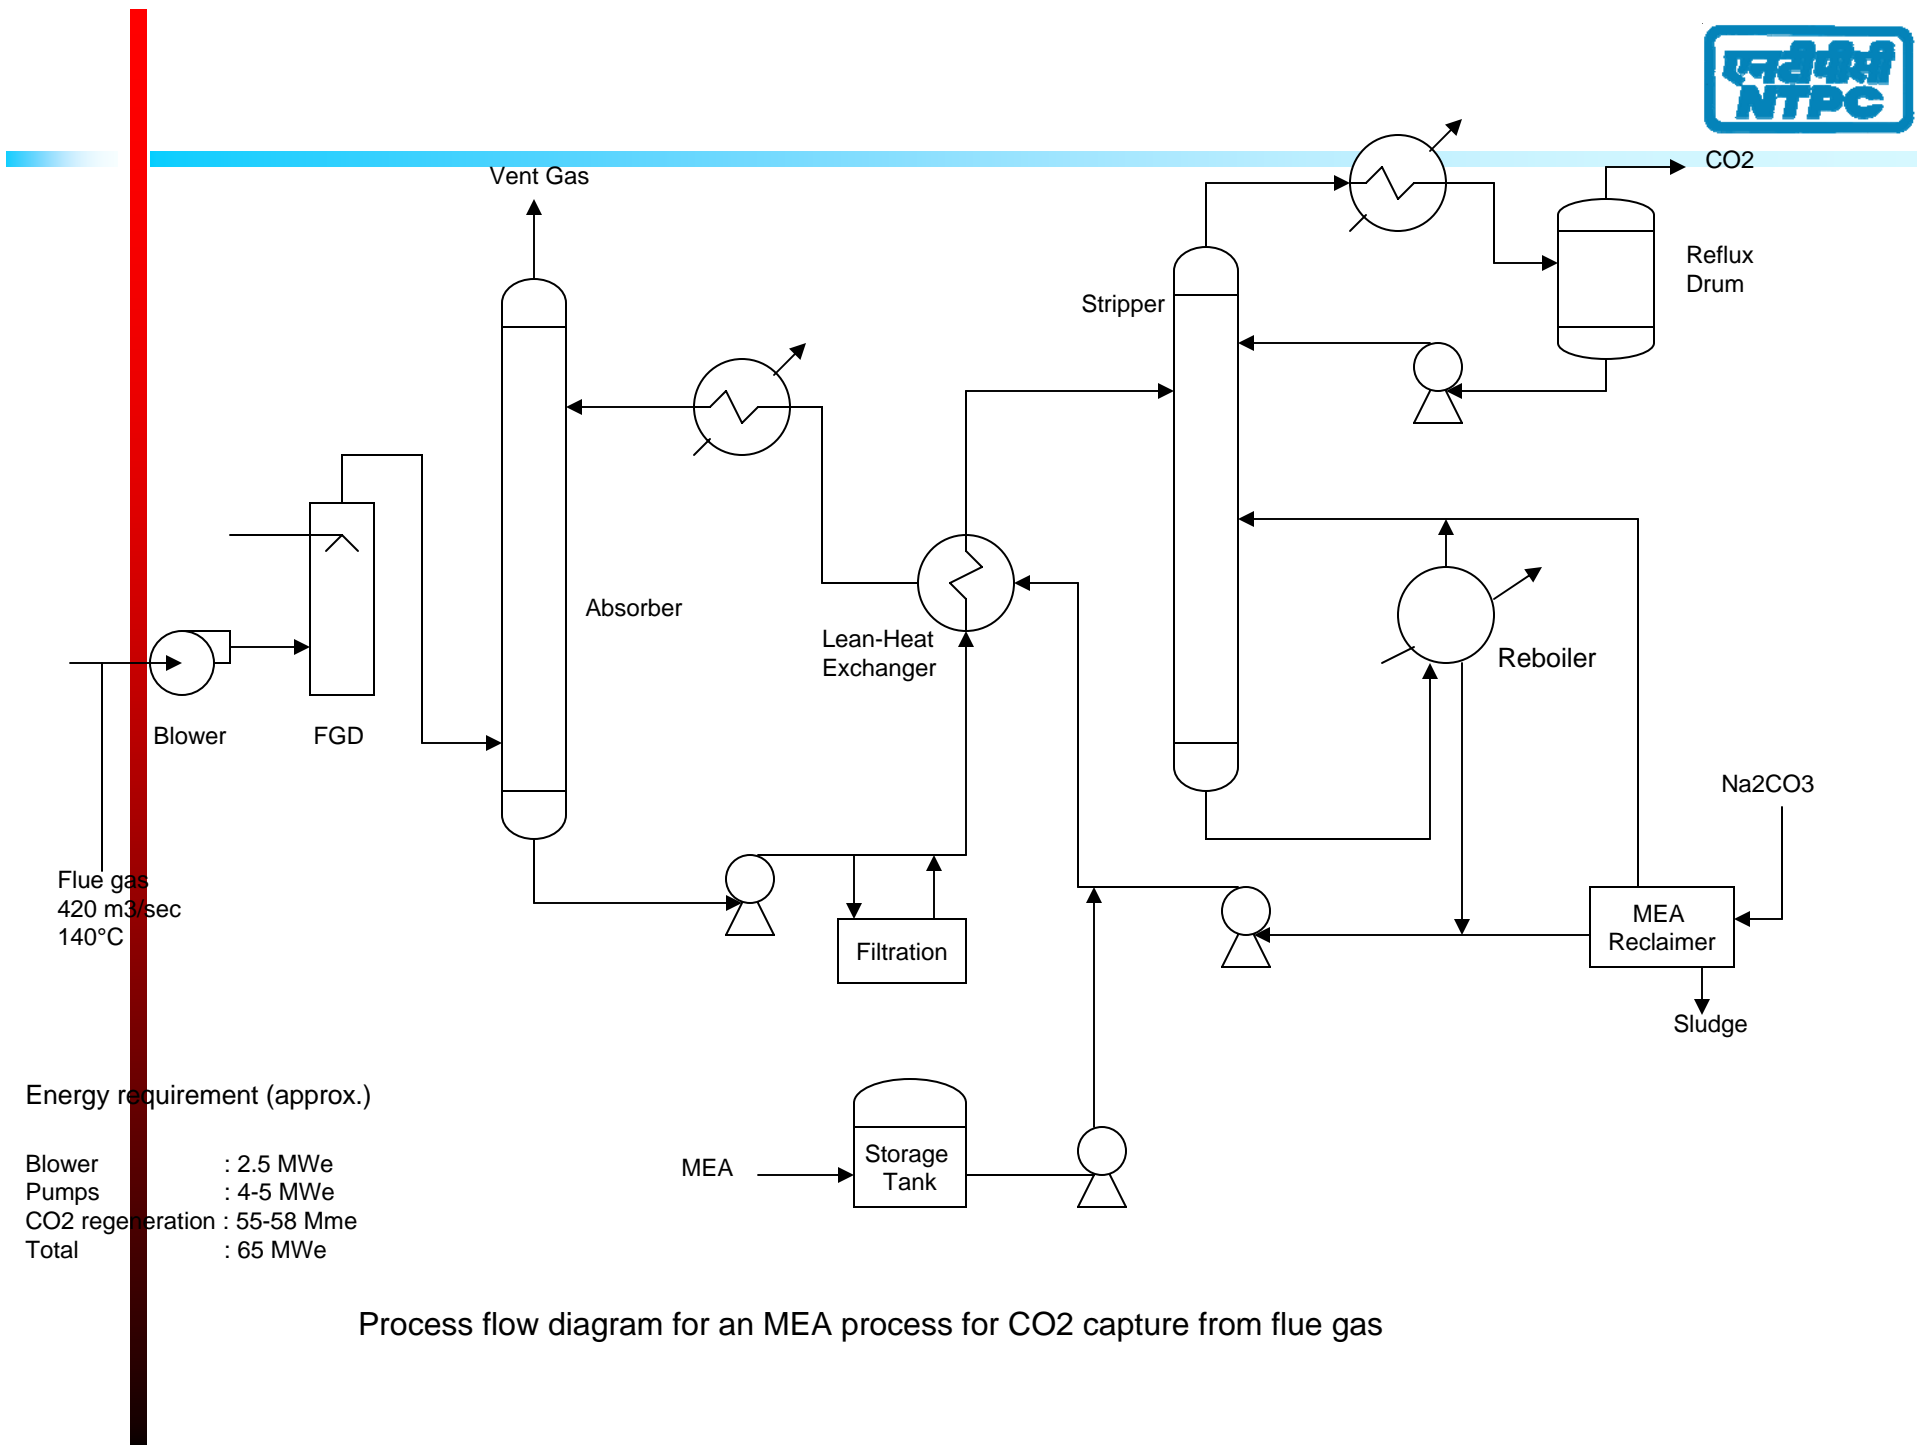 एनटीपीसी
NTPC
CO2
Vent Gas
Reflux
Drum
Stripper
Absorber
Lean-Heat
Exchanger
Reboiler
Blower
FGD
Na2CO3
Flue gas
420 m3/sec
140°C
Filtration
MEA
Reclaimer
Sludge
Energy requirement (approx.)
Blower : 2.5 MWe
Pumps : 4-5 MWe
CO2 regeneration : 55-58 Mme
Total : 65 MWe
MEA
Storage
Tank
Process flow diagram for an MEA process for CO2 capture from flue gas